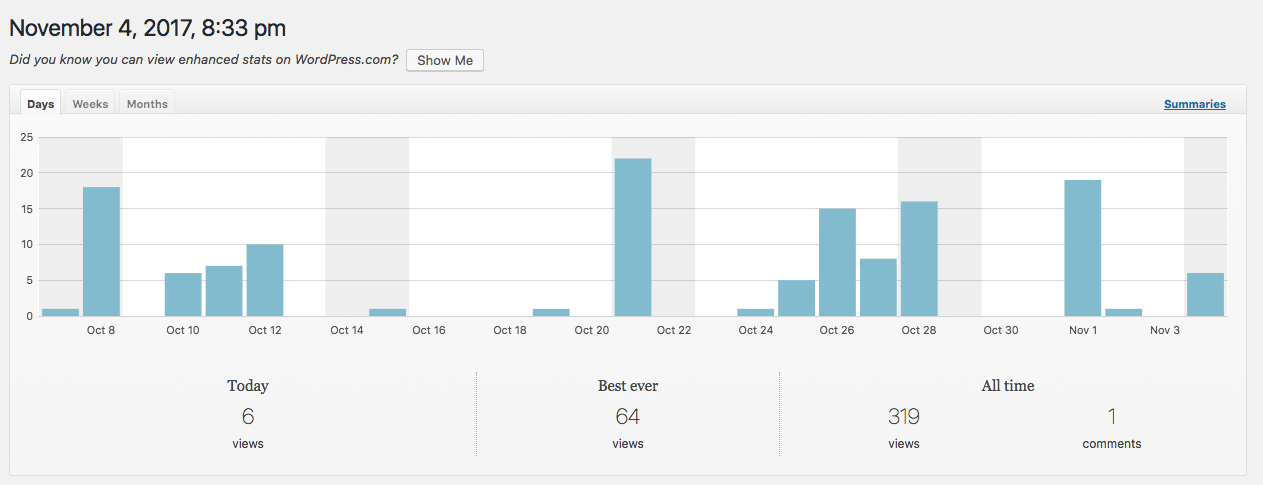 November 4, 2017, 8:33 pm
Did you know you can view enhanced stats on WordPress.com? Show Me
Days Weeks Months Summaries
25
20
15
10
5
0
Oct 8 Oct 10 Oct 12 Oct 14 Oct 16 Oct 18 Oct 20 Oct 22 Oct 24 Oct 26 Oct 28 Oct 30 Nov 1 Nov 3
Today Best ever All time
6 64 319 1
views views views comments